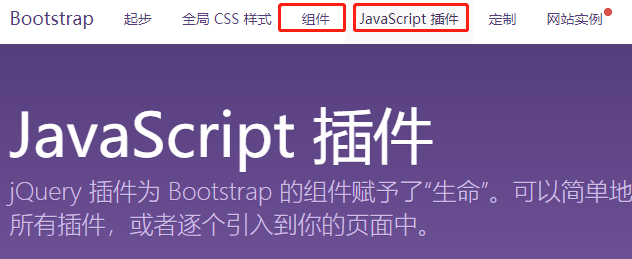 Bootstrap 起步 全局 CSS 样式 组件 JavaScript 插件 定制 网站实例
JavaScript 插件
jQuery 插件为 Bootstrap 的组件赋予了“生命”。可以简单地
所有插件，或者逐个引入到你的页面中。